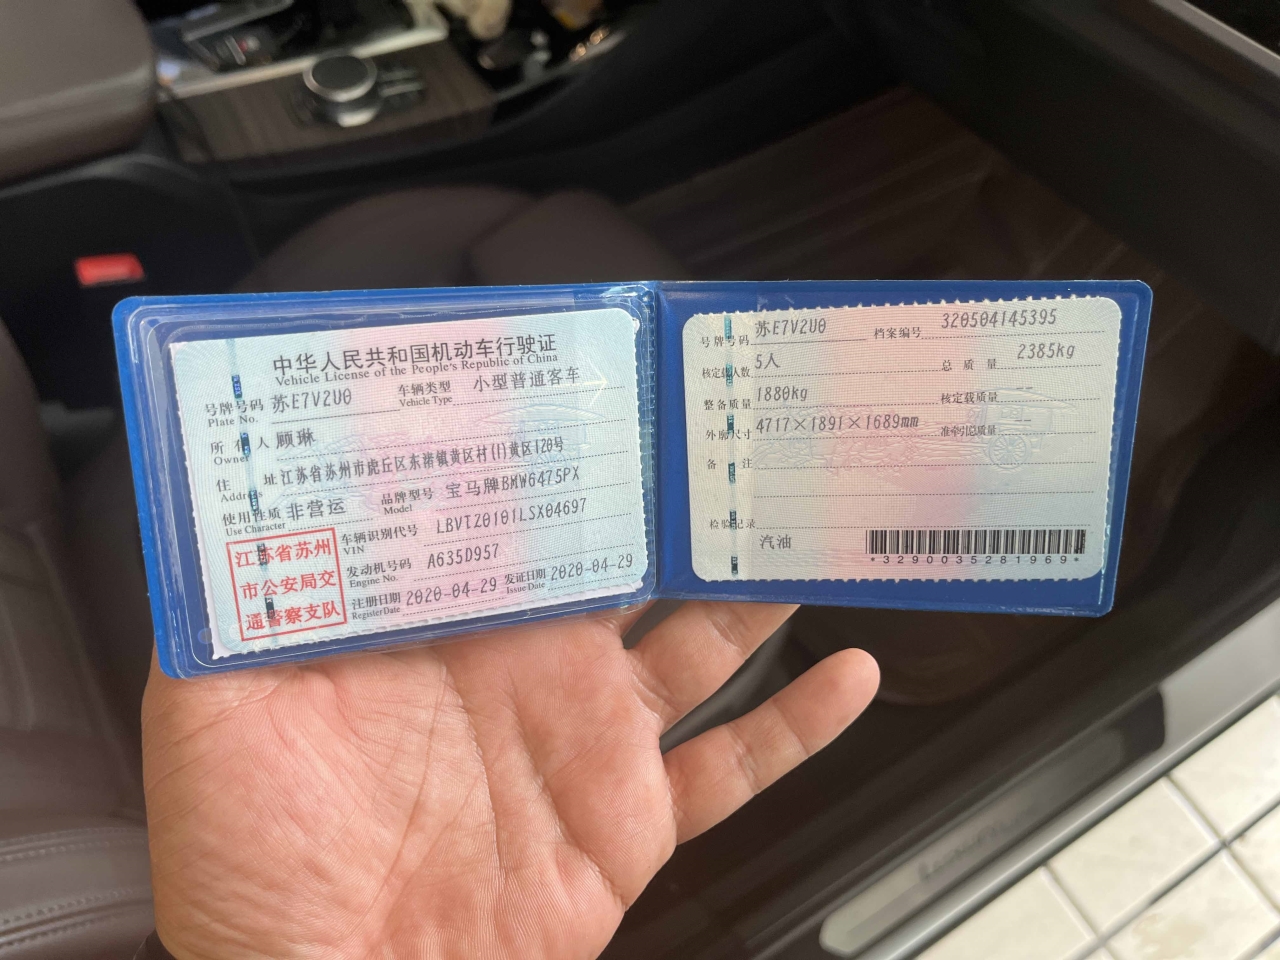 中华人民共和国机动车行驶证
Vehicle License of the People's Republic of China
号牌号码 苏E7V2U0 车辆类型 小型普通客车
Plate No. Vehicle Type
所有人 顾琳
Owner
住址 江苏省苏州市虎丘区东渚镇黄区村(1)黄区120号
Address
使用性质 非营运 品牌型号 宝马牌BMW6475PX
Use Character Model
江苏省苏州
市公安局交
通警察支队
车辆识别代号 LBVTZ0101LSX04697
VIN
发动机号码 A635D957
Engine No.
注册日期 2020-04-29 发证日期 2020-04-29
Register Date Issue Date
号牌号码 苏E7V2U0 档案编号 320504145395
核定载人数 5人 总质量 2385kg
整备质量 1880kg 核定载质量 --
外廓尺寸 4717×1891×1689mm 准牵引总质量 --
备注
检验记录
汽油
*3290035281969*